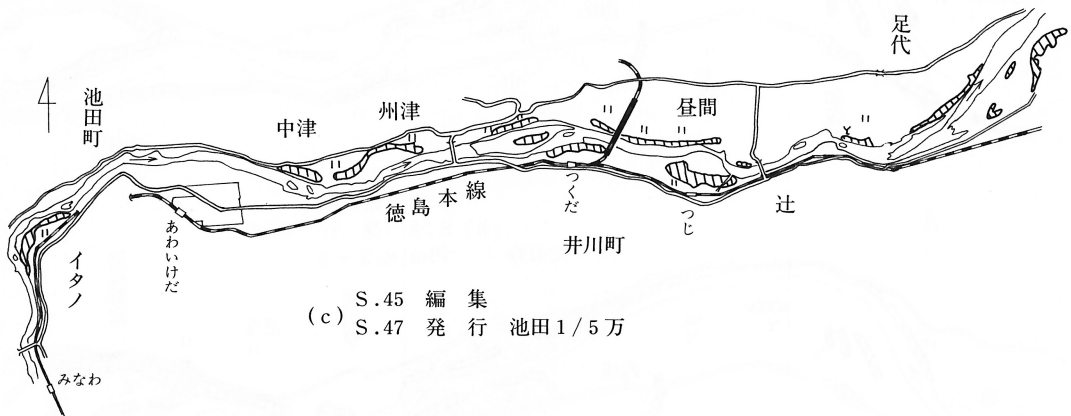 足代
池田町
州津
中津
昼間
徳島本線
つくだ
つじ
辻
井川町
あわいけだ
イタノ
みなわ
(c) S.45 編 集
S.47 発 行 池田1/5万